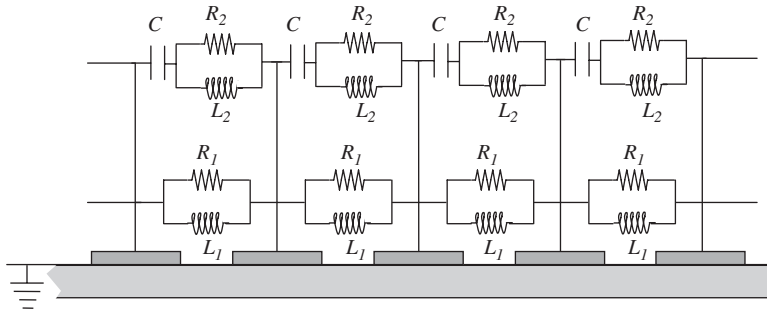 C R₂ C R₂ C R₂ C R₂
L₂ L₂ L₂ L₂
R₁ R₁ R₁ R₁
L₁ L₁ L₁ L₁